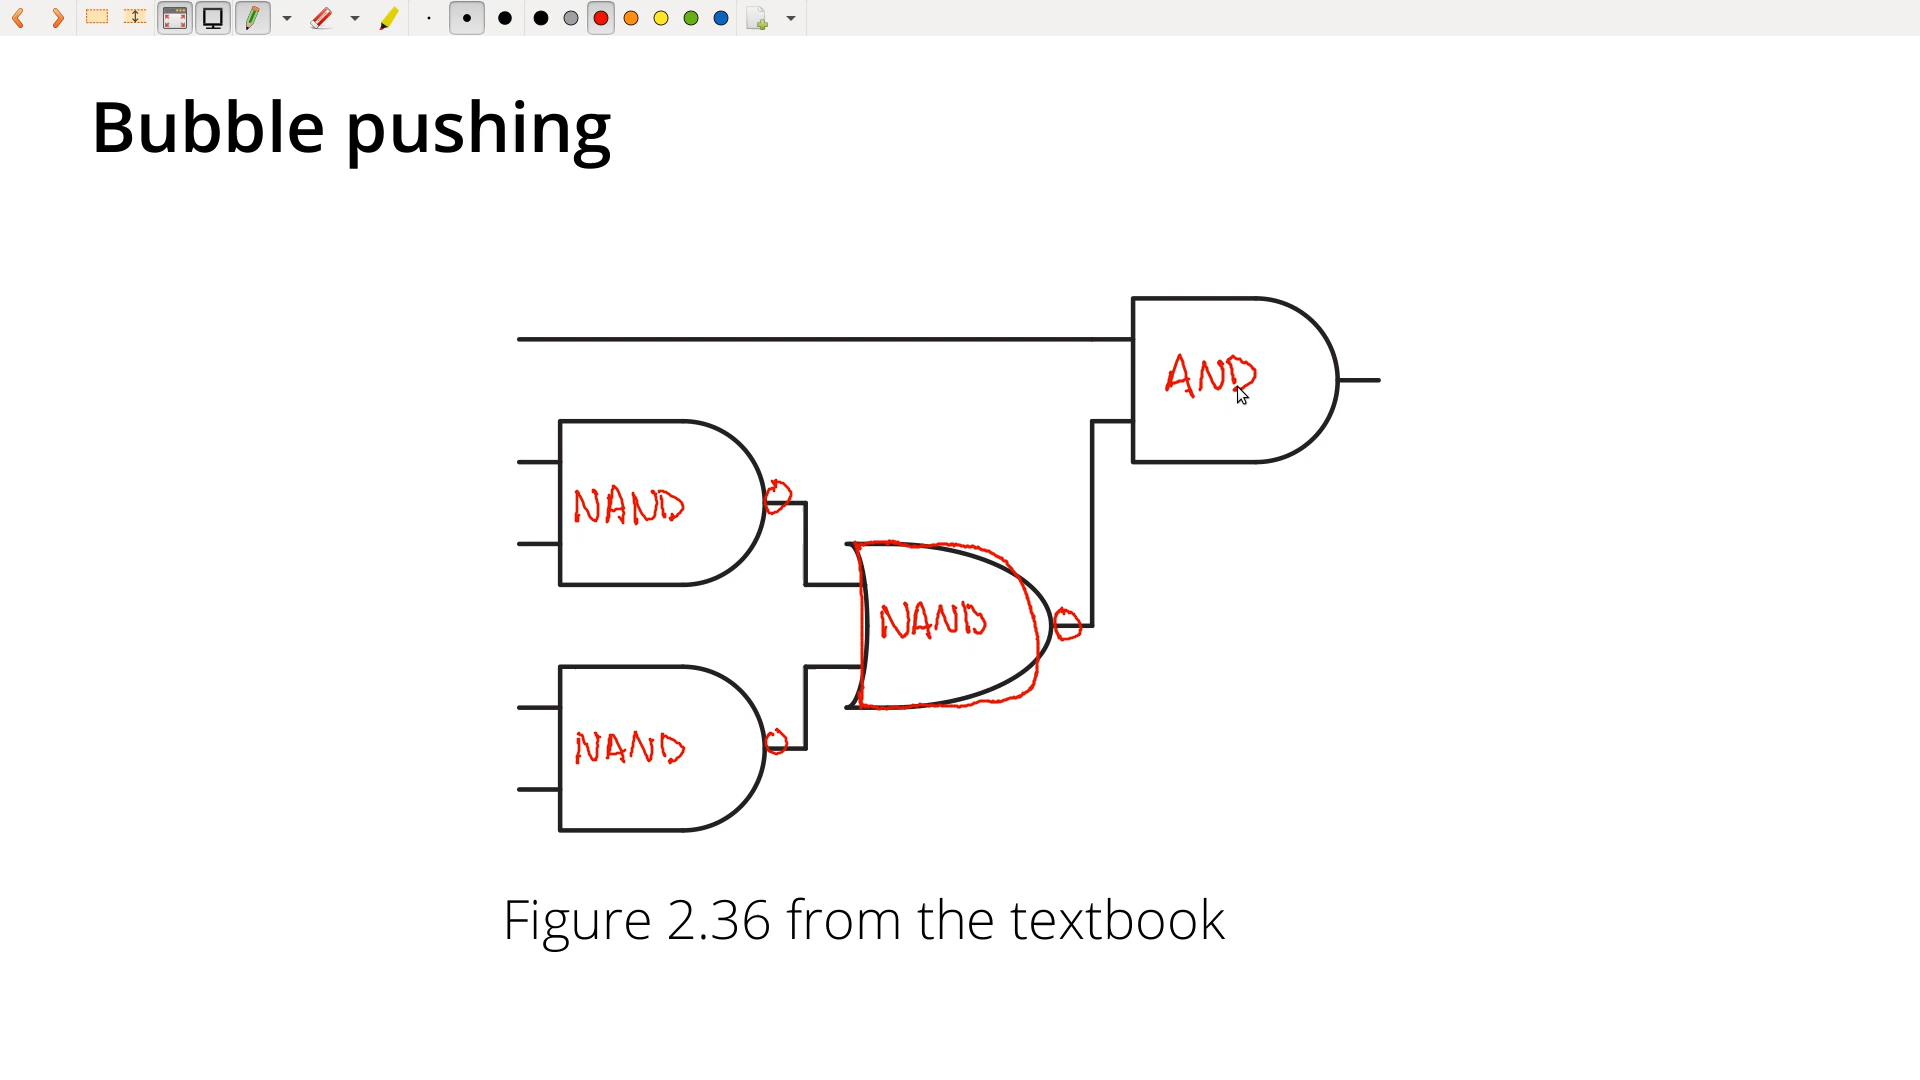 Bubble pushing
AND
NAND
NAND
NAND
Figure 2.36 from the textbook